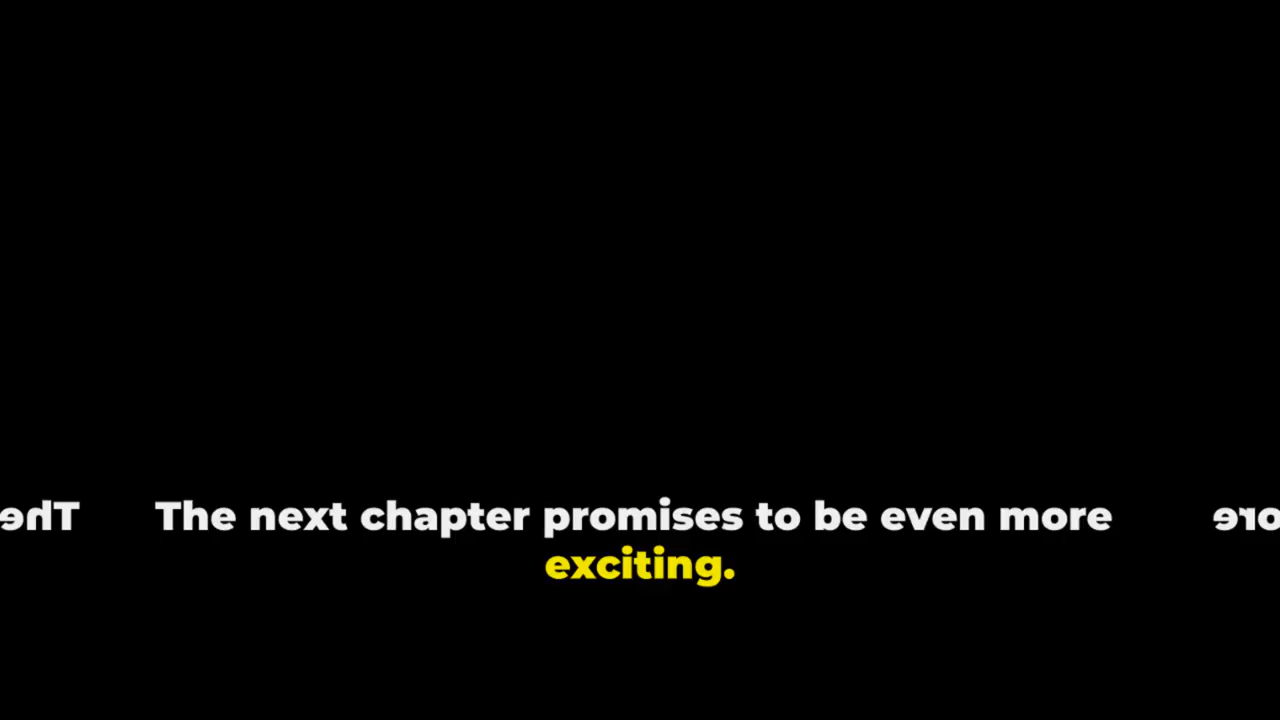 The next chapter promises to be even more
exciting.